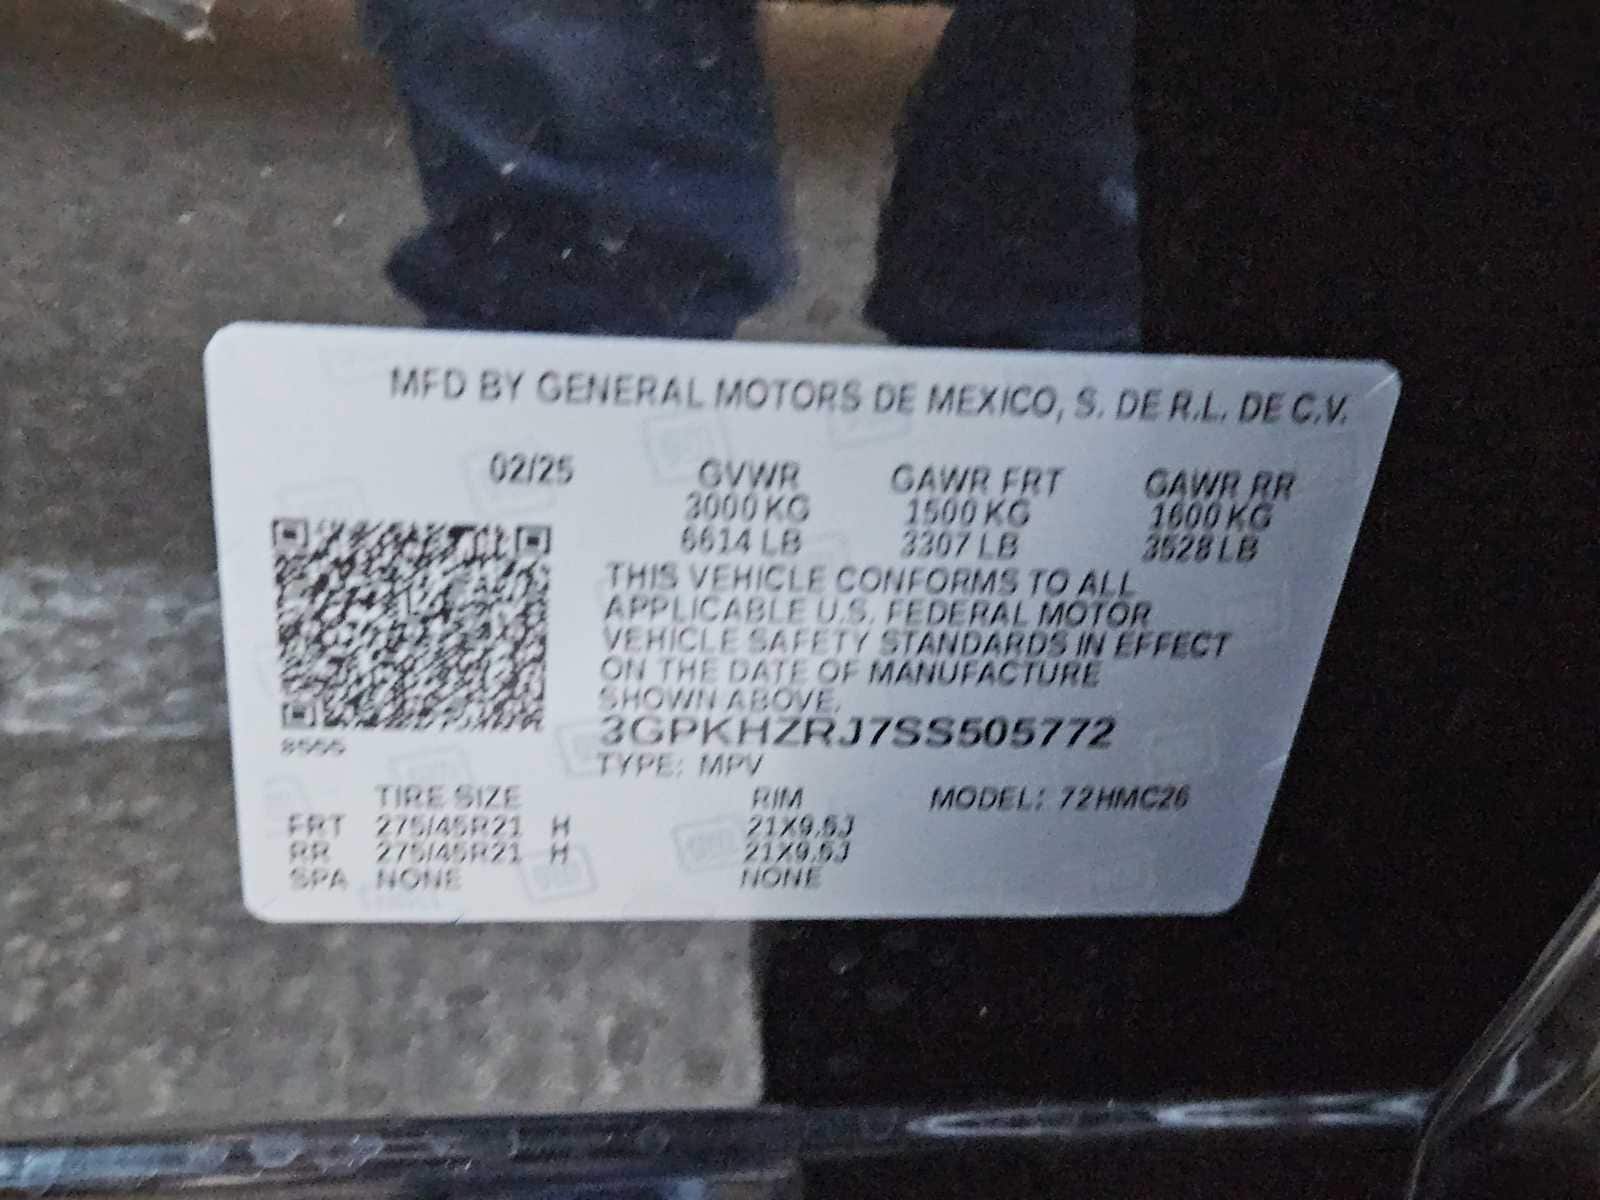 MFD BY GENERAL MOTORS DE MEXICO, S. DE R.L. DE C.V.
02/25 GVWR GAWR FRT GAWR RR
3000 KG 1500 KG 1600 KG
6614 LB 3307 LB 3528 LB
THIS VEHICLE CONFORMS TO ALL
APPLICABLE U.S. FEDERAL MOTOR
VEHICLE SAFETY STANDARDS IN EFFECT
ON THE DATE OF MANUFACTURE
SHOWN ABOVE.
3GPKHZRJ7SS505772
TYPE: MPV
TIRE SIZE RIM MODEL: 72HMC26
FRT 275/45R21 H 21X9.5J
RR 275/45R21 H 21X9.5J
SPA NONE NONE